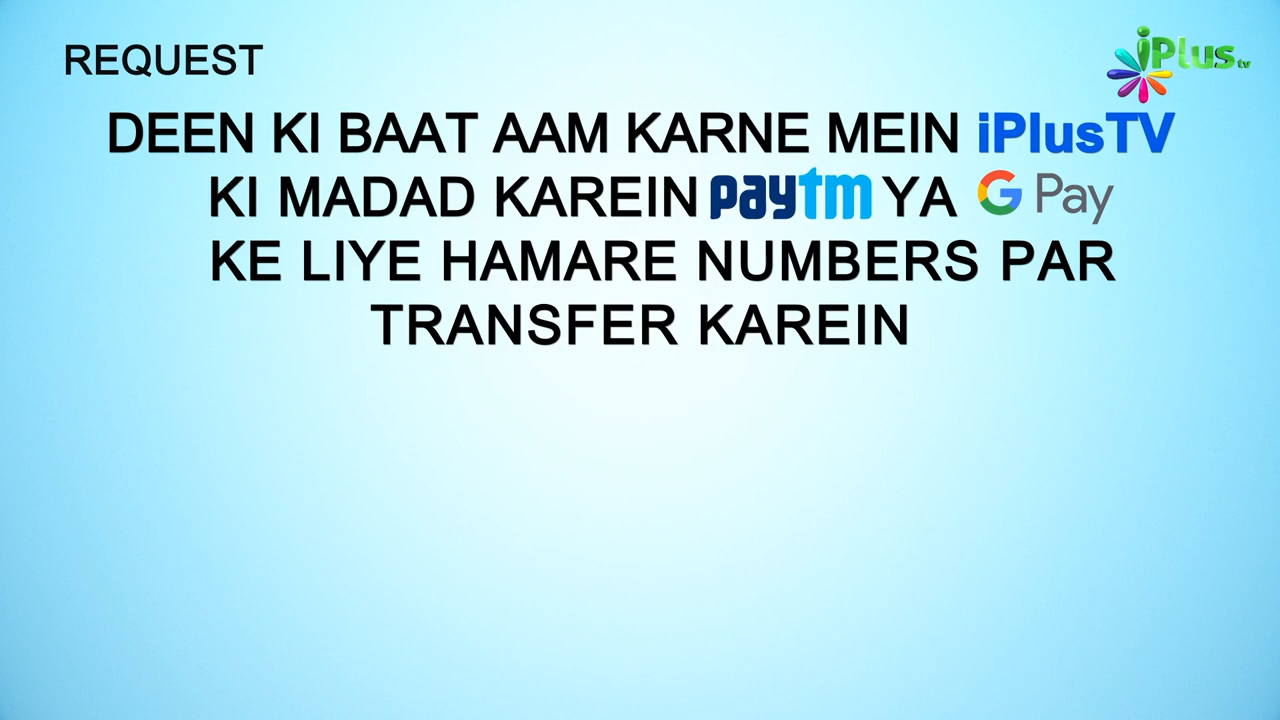 REQUEST
iPlus tv
DEEN KI BAAT AAM KARNE MEIN iPlusTV
KI MADAD KAREIN paytm YA G Pay
KE LIYE HAMARE NUMBERS PAR
TRANSFER KAREIN